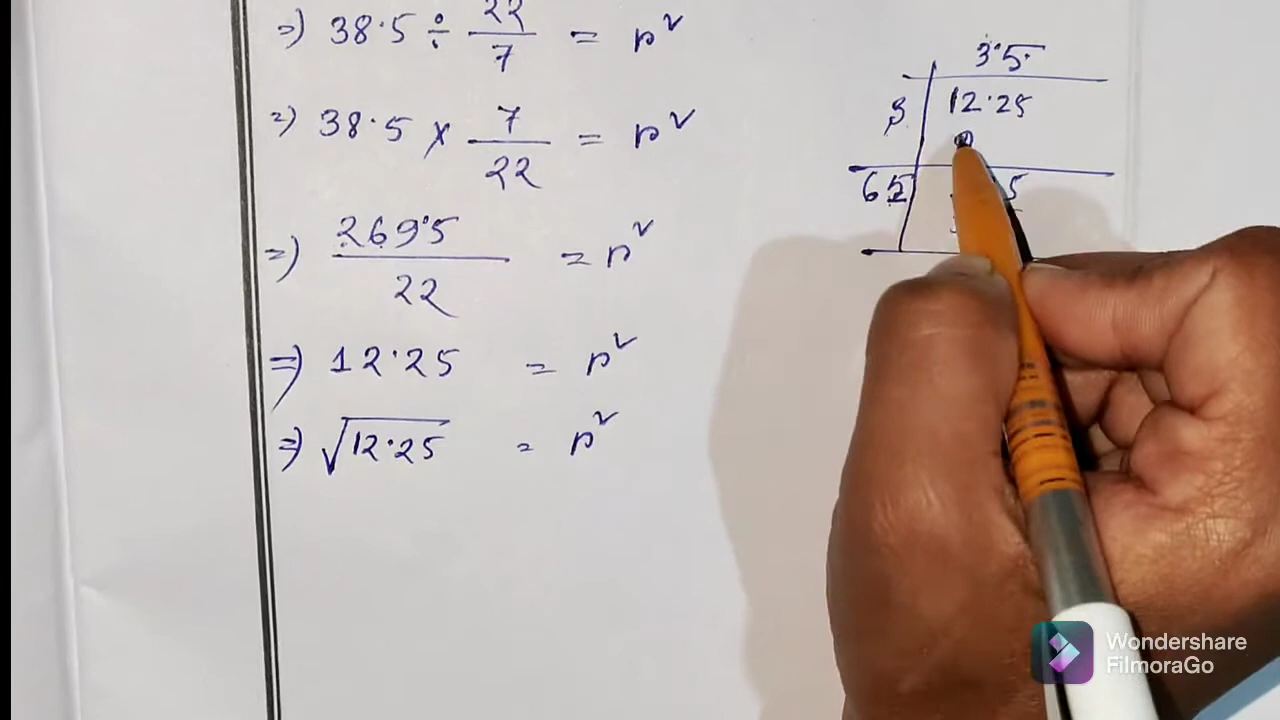 =) 38.5 ÷ 22/7 = r²
=) 38.5 × 7/22 = r²
=) 269.5/22 = r²
=) 12.25 = r²
=) √12.25 = r²
3.5
3 12.25
65 5
Wondershare
FilmoraGo